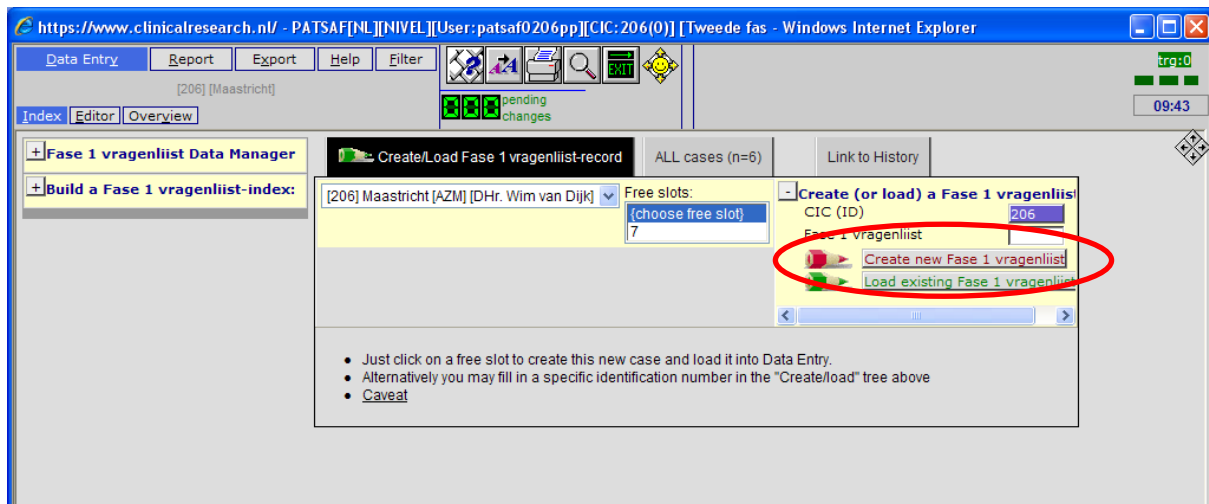 https://www.clinicalresearch.nl/ - PATSAF[NL][NIVEL][User:patsaf0206pp][CIC:206(0)] [Tweede fas - Windows Internet Explorer
Data Entry Report Export Help Filter EXIT trg:0
[206] [Maastricht]
888 pending changes
09:43
Index Editor Overview
+ Fase 1 vragenliist Data Manager
+ Build a Fase 1 vragenliist-index:
Create/Load Fase 1 vragenliist-record ALL cases (n=6) Link to History
[206] Maastricht [AZM] [DHr. Wim van Dijk]
Free slots:
{choose free slot}
7
- Create (or load) a Fase 1 vragenliist
CIC (ID) 206
Fase 1 vragenliist
Create new Fase 1 vragenliist
Load existing Fase 1 vragenliist
• Just click on a free slot to create this new case and load it into Data Entry.
• Alternatively you may fill in a specific identification number in the "Create/load" tree above
• Caveat